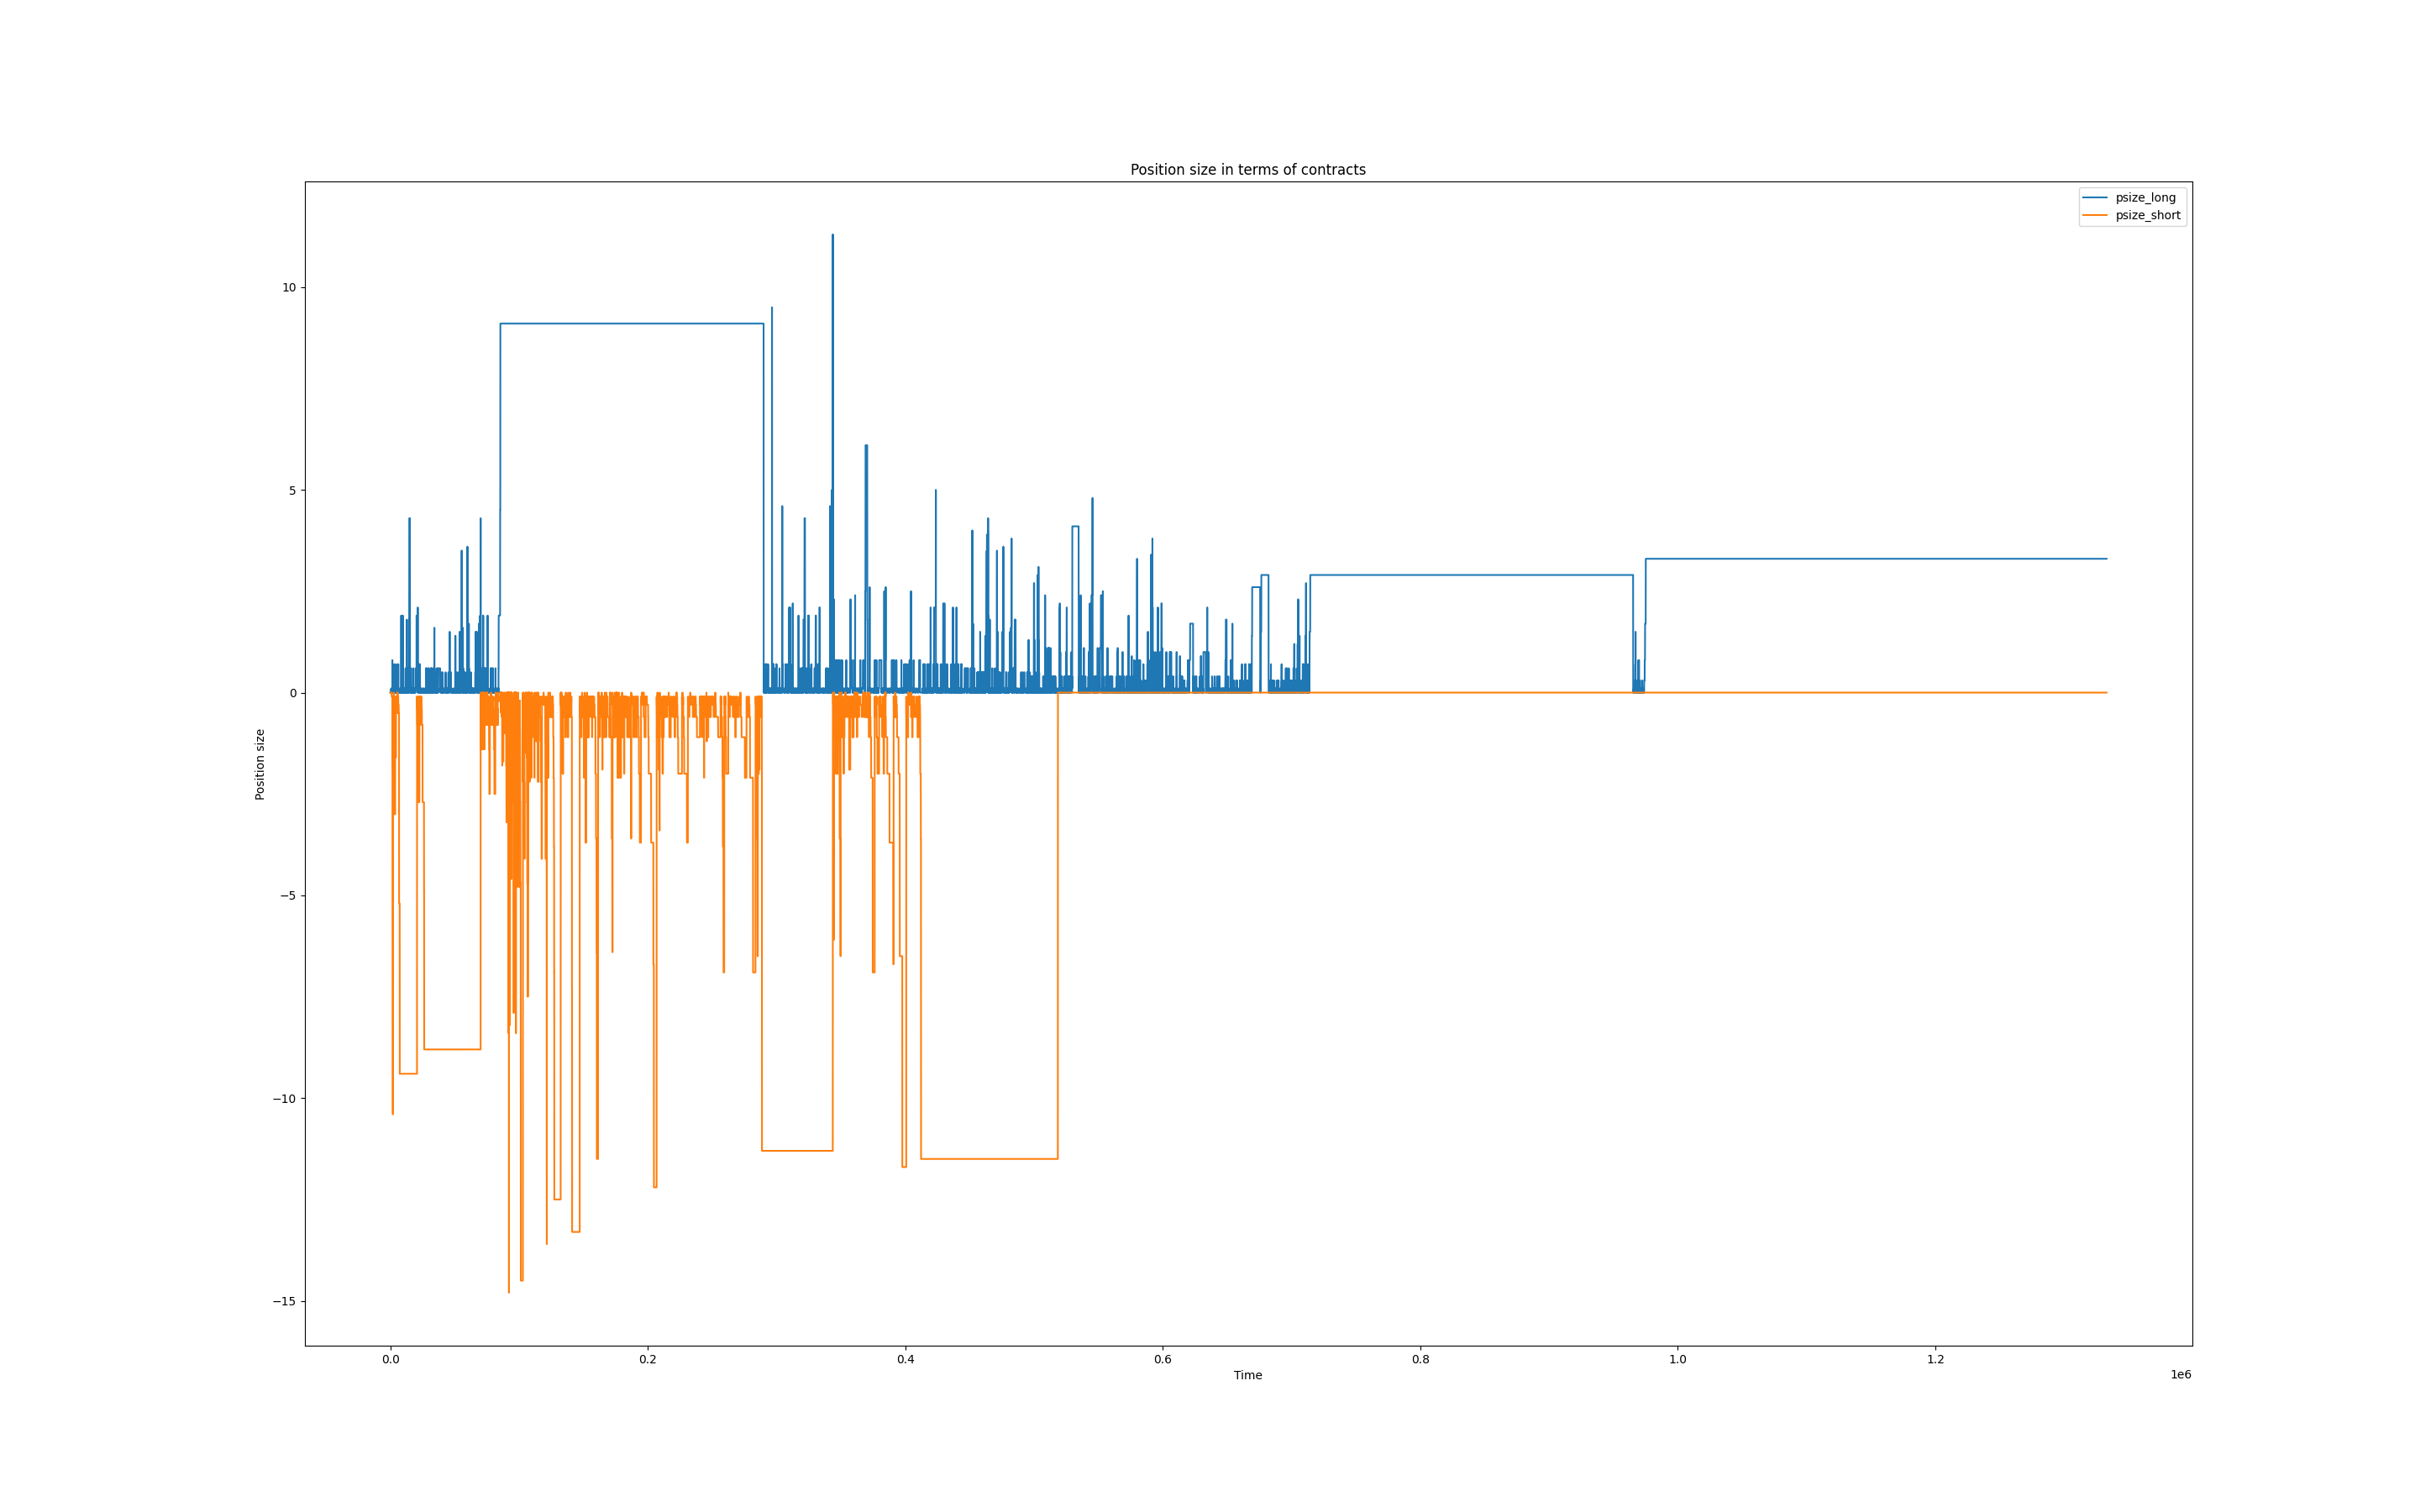 Position size in terms of contracts
psize_long
psize_short
10
5
0
−5
−10
−15
Position size
0.0
0.2
0.4
0.6
0.8
1.0
1.2
Time
1e6